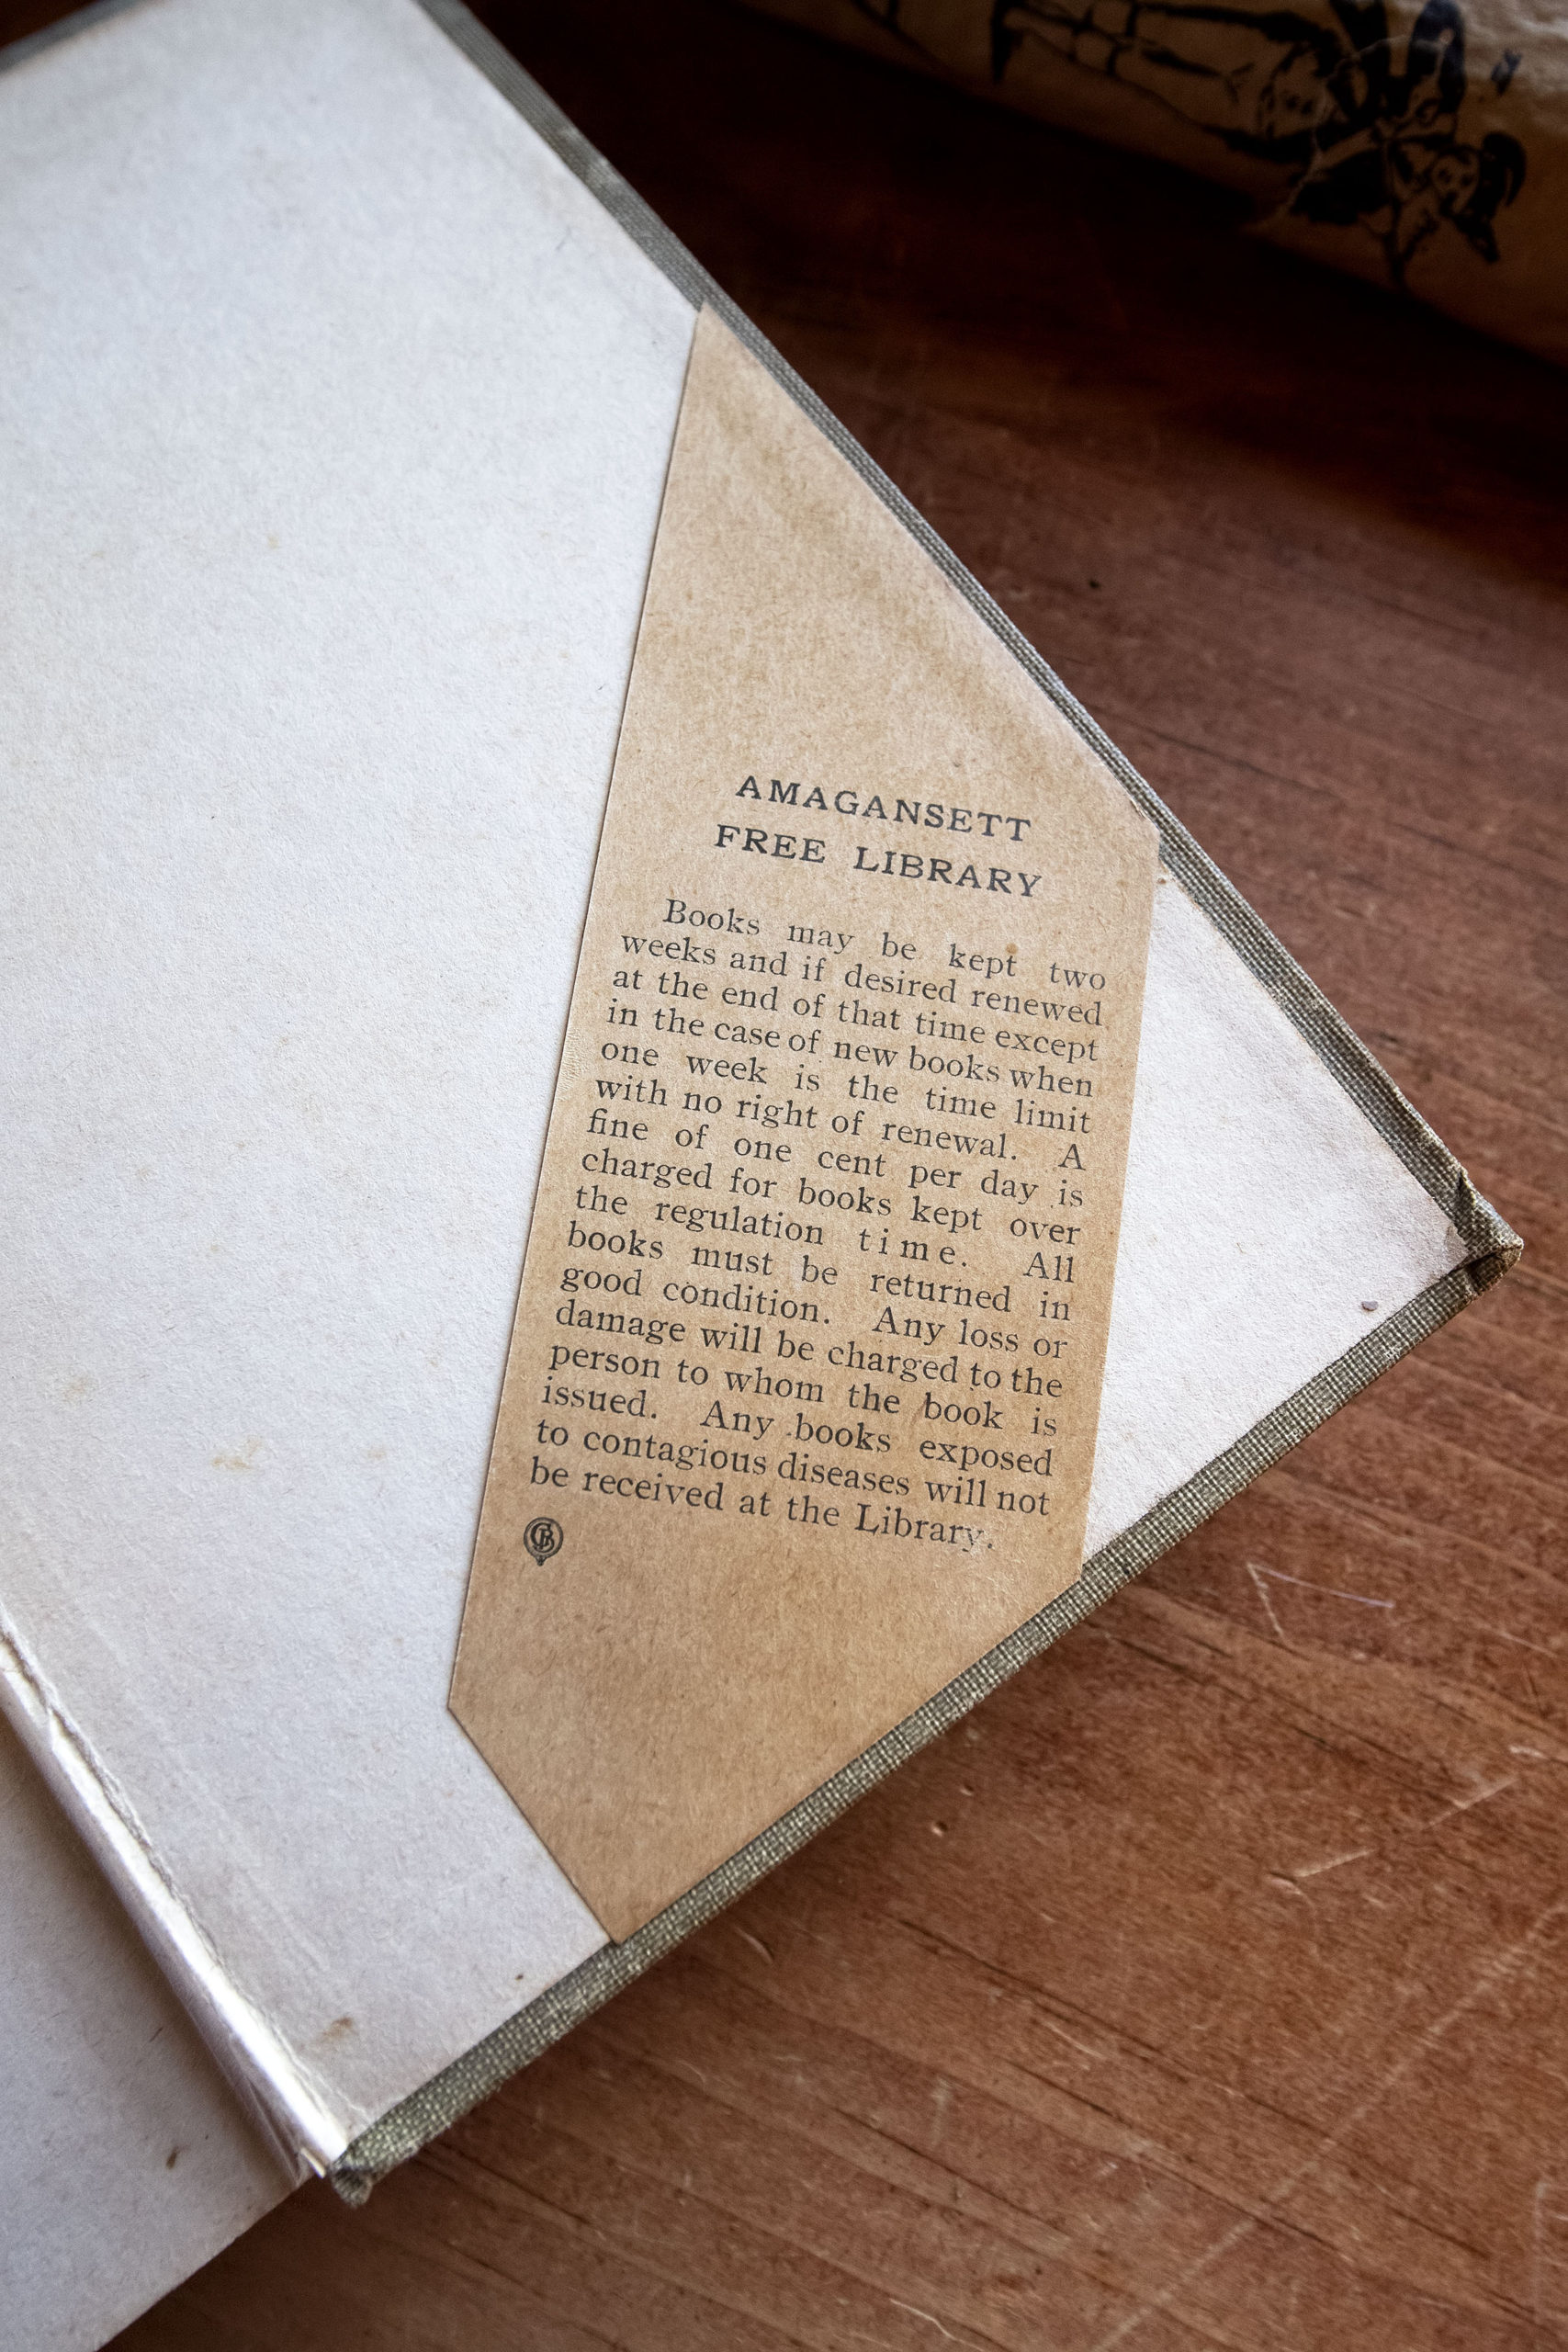 AMAGANSETT
FREE LIBRARY
Books may be kept two
weeks and if desired renewed
at the end of that time except
in the case of new books when
one week is the time limit
with no right of renewal. A
fine of one cent per day is
charged for books kept over
the regulation time. All
books must be returned in
good condition. Any loss or
damage will be charged to the
person to whom the book is
issued. Any books exposed
to contagious diseases will not
be received at the Library.